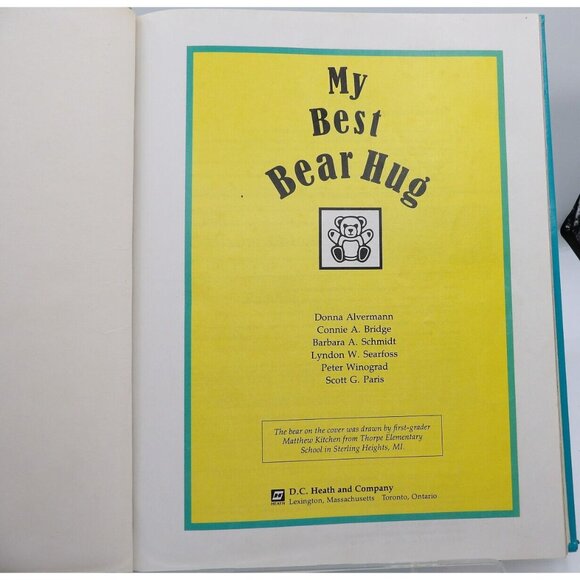 My
Best
Bear Hug
Donna Alvermann
Connie A. Bridge
Barbara A. Schmidt
Lyndon W. Searfoss
Peter Winograd
Scott G. Paris
The bear on the cover was drawn by first-grader
Matthew Kitchen from Thorpe Elementary
School in Sterling Heights, MI.
HEATH
D.C. Heath and Company
Lexington, Massachusetts Toronto, Ontario